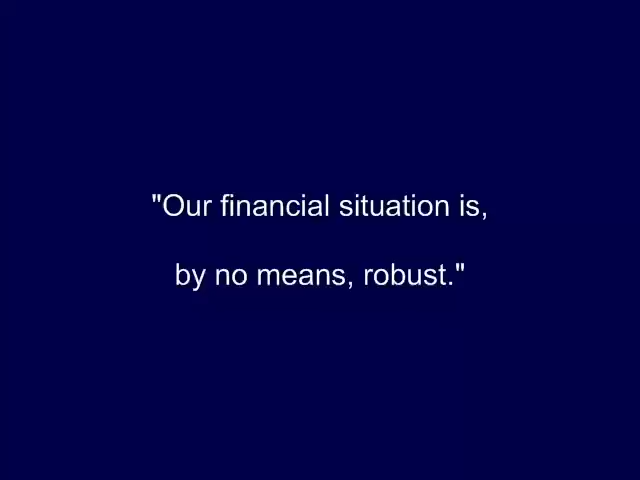 "Our financial situation is,
by no means, robust."